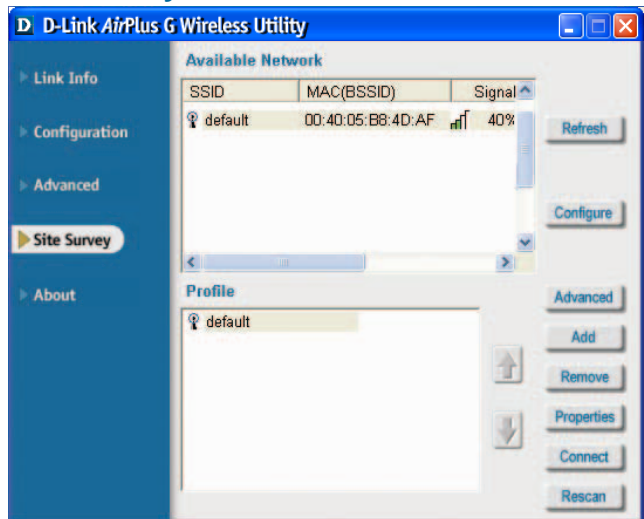 D D-Link AirPlus G Wireless Utility
Link Info
Configuration
Advanced
Site Survey
About
Available Network
SSID MAC(BSSID) Signal
default 00:40:05:B8:4D:AF 40%
Refresh
Configure
Profile
default
Advanced
Add
Remove
Properties
Connect
Rescan